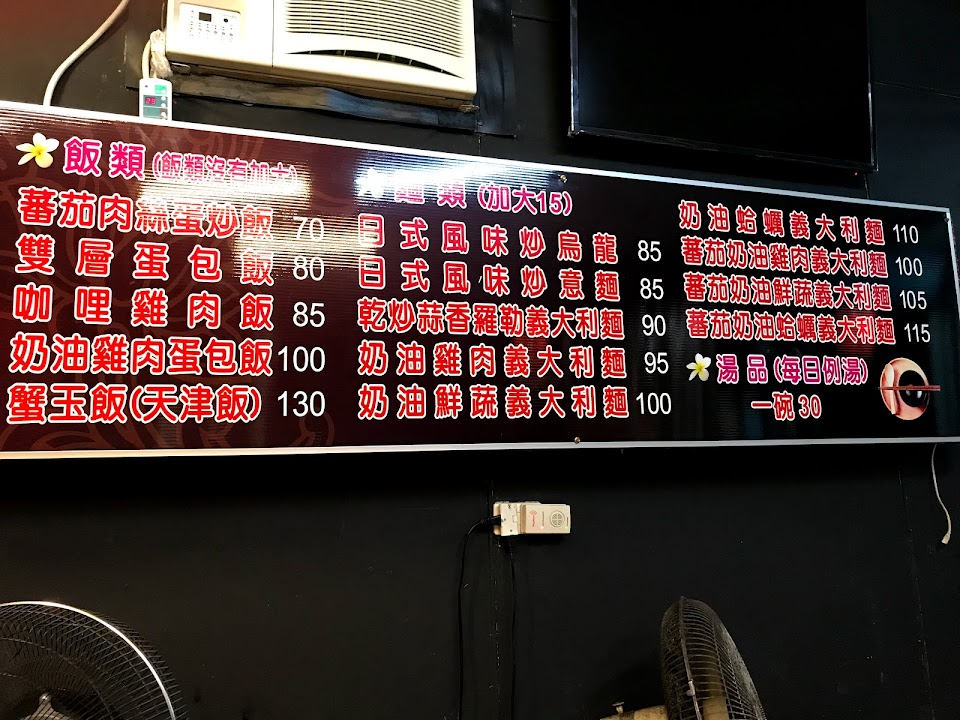 飯類(飯類沒有加大)
蕃茄肉絲蛋炒飯 70
雙層蛋包飯 80
咖哩雞肉飯 85
奶油雞肉蛋包飯 100
蟹玉飯(天津飯) 130
麵類(加大15)
日式風味炒烏龍 85
日式風味炒意麵 85
乾炒蒜香羅勒義大利麵 90
奶油雞肉義大利麵 95
奶油鮮蔬義大利麵 100
奶油蛤蠣義大利麵 110
蕃茄奶油雞肉義大利麵 100
蕃茄奶油鮮蔬義大利麵 105
蕃茄奶油蛤蠣義大利麵 115
湯品(每日例湯)
一碗 30